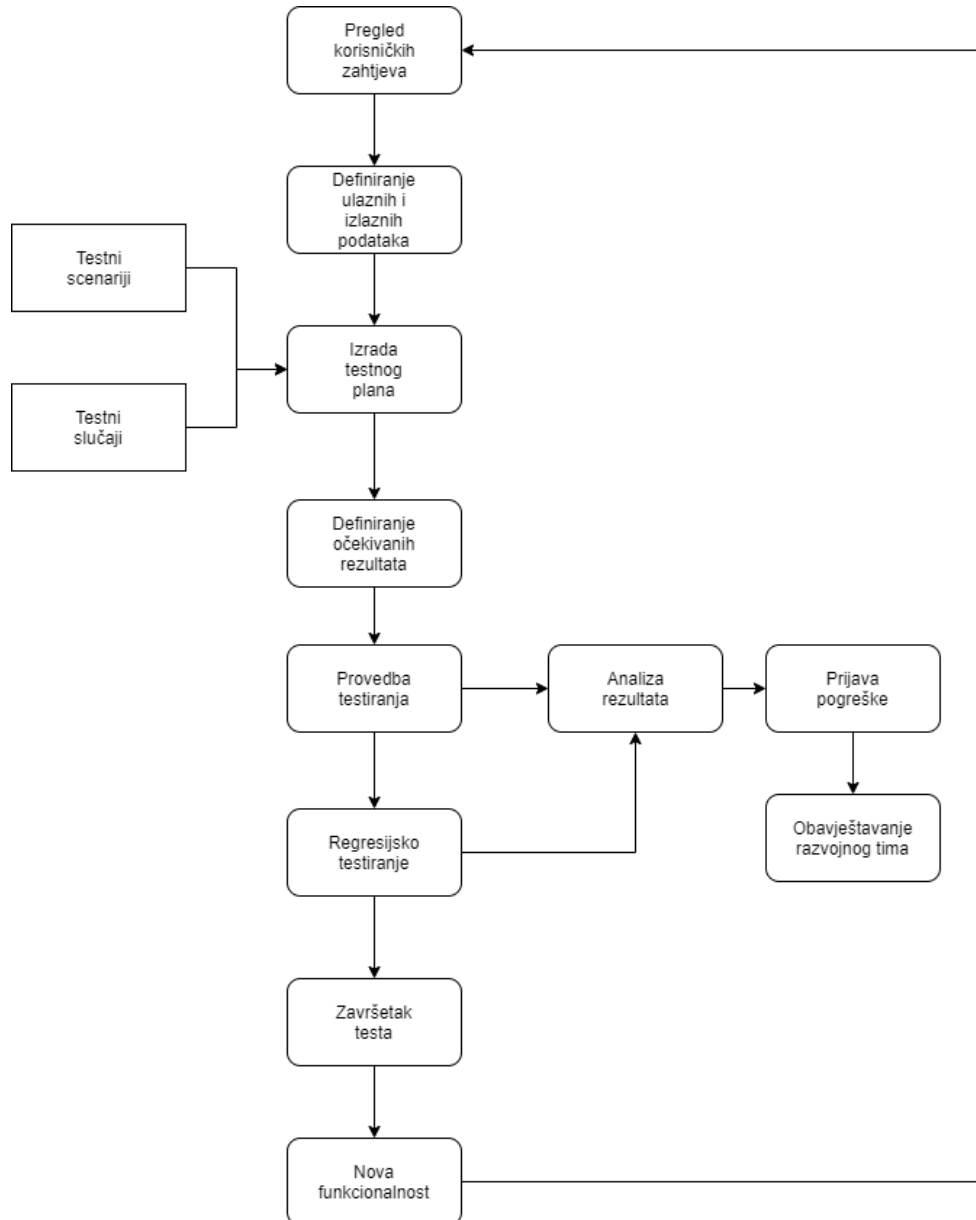 Pregled
korisničkih
zahtjeva
Definiranje
ulaznih i
izlaznih
podataka
Testni
scenariji
Izrada
testnog
plana
Testni
slučaji
Definiranje
očekivanih
rezultata
Provedba
testiranja
Analiza
rezultata
Prijava
pogreške
Regresijsko
testiranje
Obavještavanje
razvojnog tima
Završetak
testa
Nova
funkcionalnost